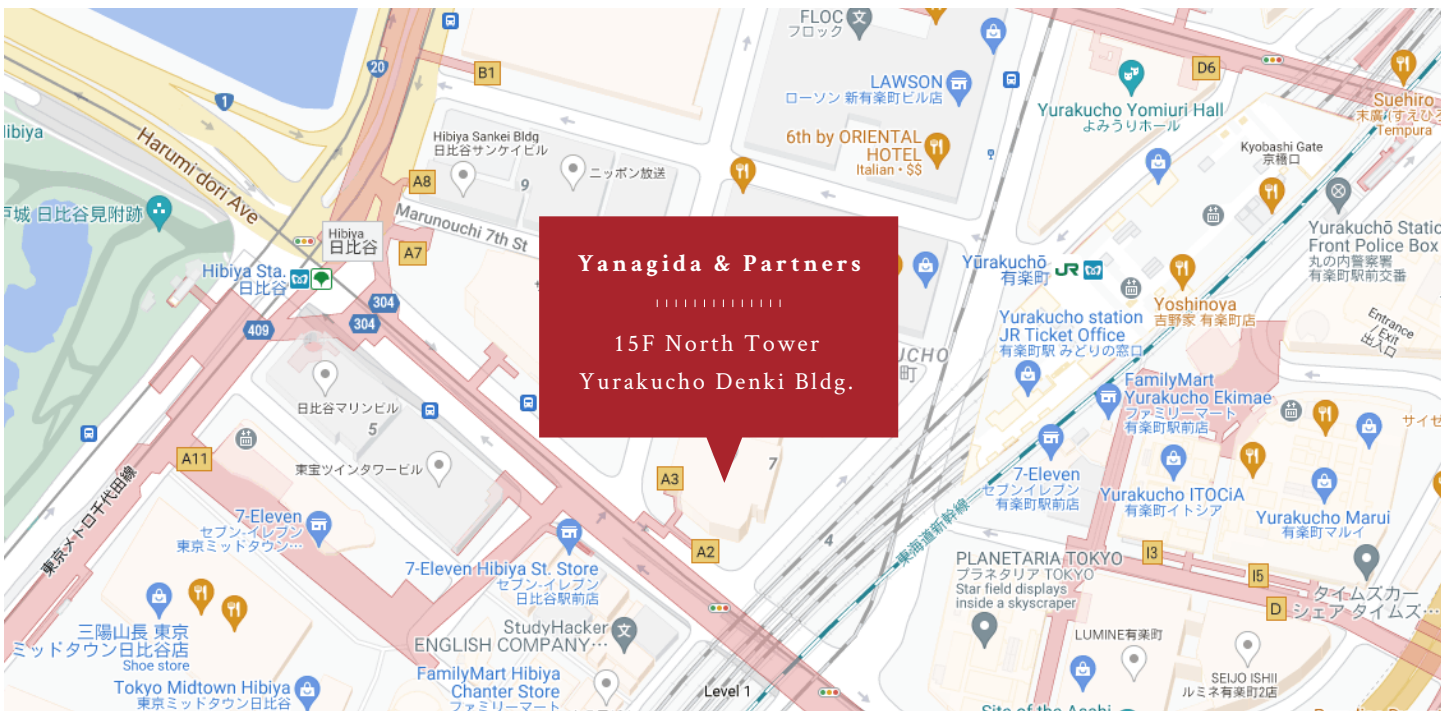 FLOC
フロック
B1
20
1
LAWSON
ローソン 新有楽町ビル店
D6
Yurakucho Yomiuri Hall
よみうりホール
Suehiro
Tempura
Harumi dori Ave
Hibiya Sankei Bldg
日比谷サンケイビル
9
ニッポン放送
6th by ORIENTAL
HOTEL
Italian・$$
Kyobashi Gate
京橋口
A8
Marunouchi 7th St
日比谷見附跡
Hibiya
日比谷
A7
Front Police Box
丸の内警察署
有楽町駅前交番
Hibiya Sta.
日比谷
304
304
409
Yanagida & Partners
15F North Tower
Yurakucho Denki Bldg.
Yūrakuchō
有楽町
JR
Yoshinoya
吉野家 有楽町店
Yurakucho station
JR Ticket Office
有楽町駅 みどりの窓口
Entrance
/ Exit
出入口
日比谷マリンビル
5
FamilyMart
Yurakucho Ekimae
ファミリーマート
有楽町駅前店
A11
東宝ツインタワービル
A3
7
7-Eleven
セブンイレブン
有楽町駅前店
Yurakucho ITOCiA
有楽町イトシア
Yurakucho Marui
有楽町マルイ
東京メトロ千代田線
7-Eleven
セブン-イレブン
東京ミッドタウン…
A2
4
東海道新幹線
7-Eleven Hibiya St. Store
セブン-イレブン
日比谷駅前店
PLANETARIA TOKYO
プラネタリア TOKYO
Star field displays
inside a skyscraper
I3
I5
D
タイムズカー
シェア タイムズ…
三陽山長 東京
ミッドタウン日比谷店
Shoe store
StudyHacker
ENGLISH COMPANY…
LUMINE有楽町
SEIJO ISHII
ルミネ有楽町2店
Tokyo Midtown Hibiya
東京ミッドタウン日比谷
FamilyMart Hibiya
Chanter Store
Level 1